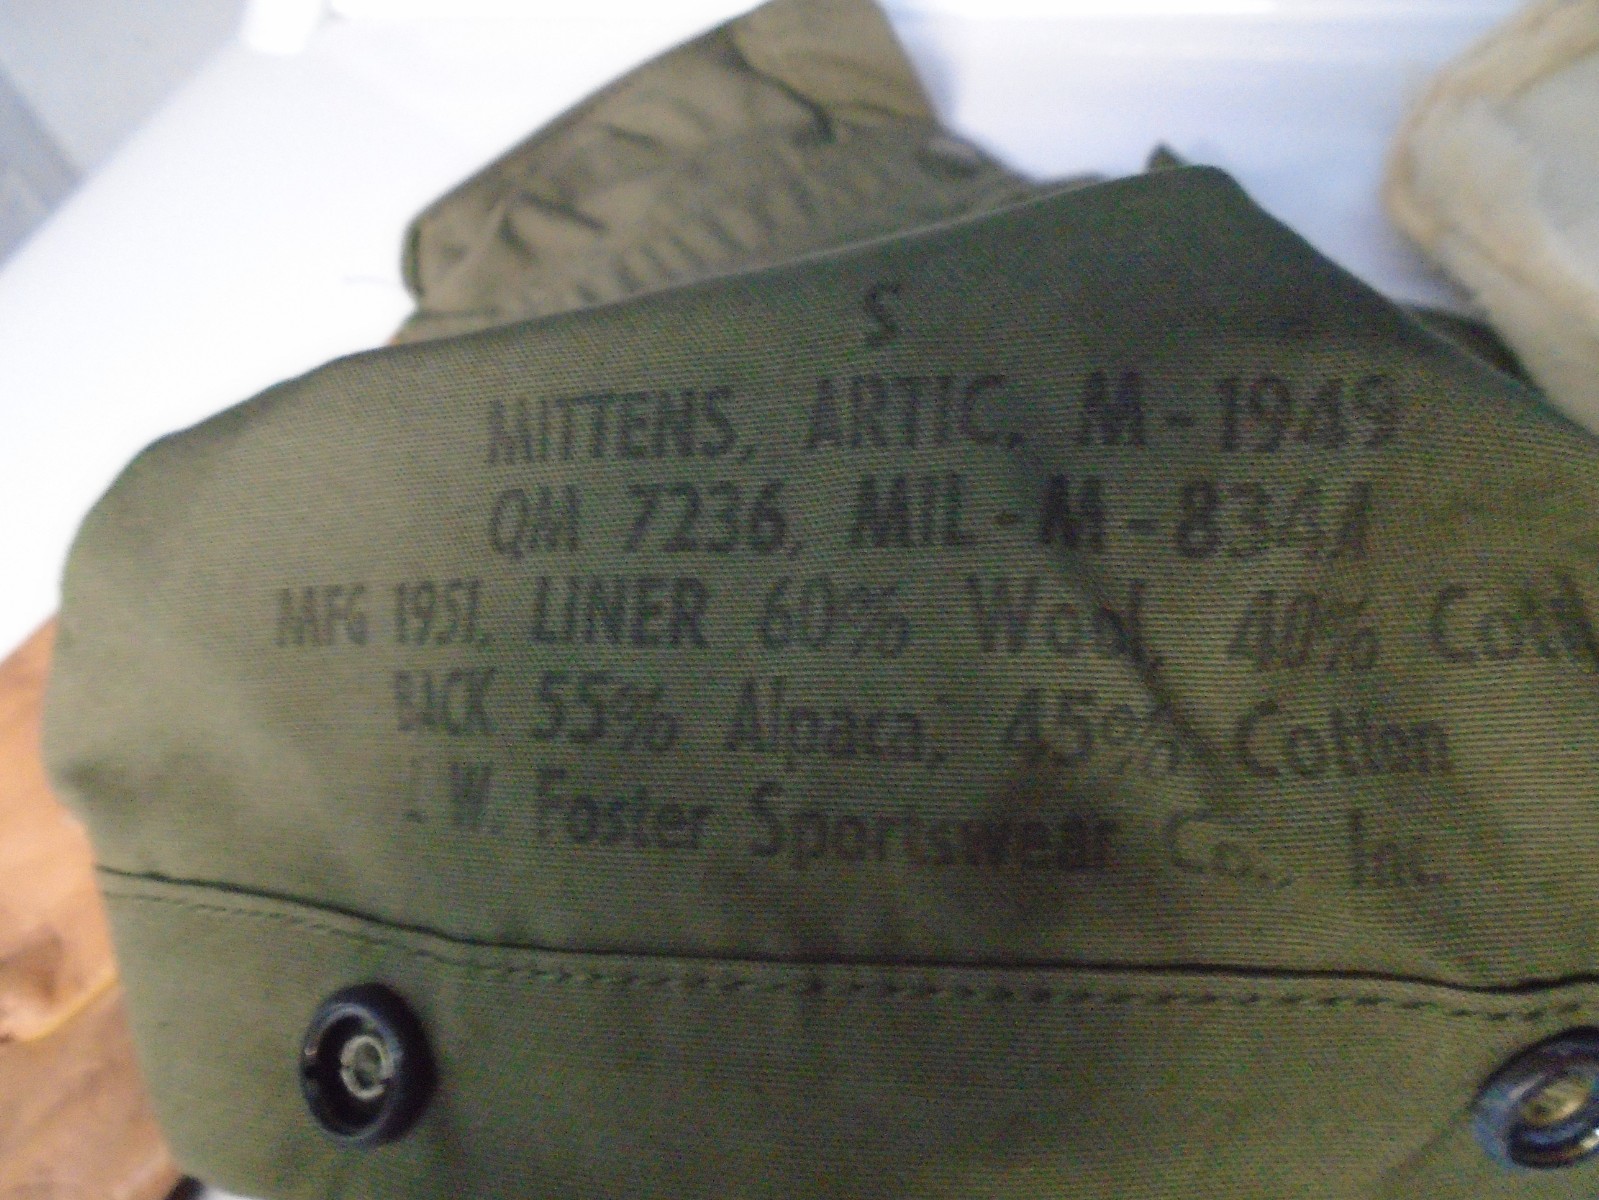 S
MITTENS, ARTIC, M-1949
QM 7236, MIL-M-834A
MFG 1951, LINER 60% Wool, 40%
BACK 55% Alpaca, 45% Cotton
W. Foster Sportswear Co., Inc.